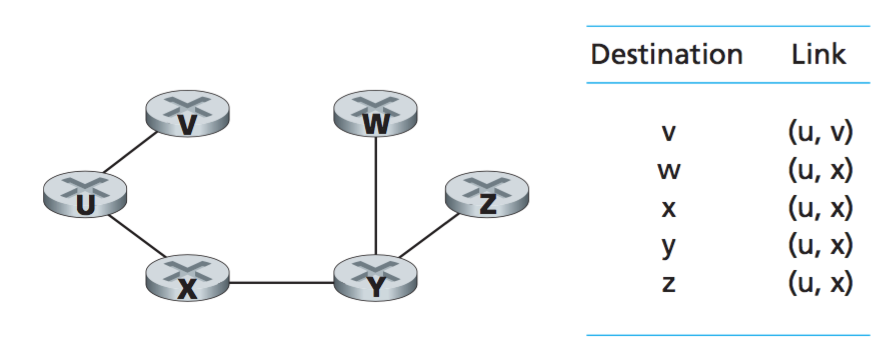 V
W
U
Z
X
Y
Destination Link
v (u, v)
w (u, x)
x (u, x)
y (u, x)
z (u, x)